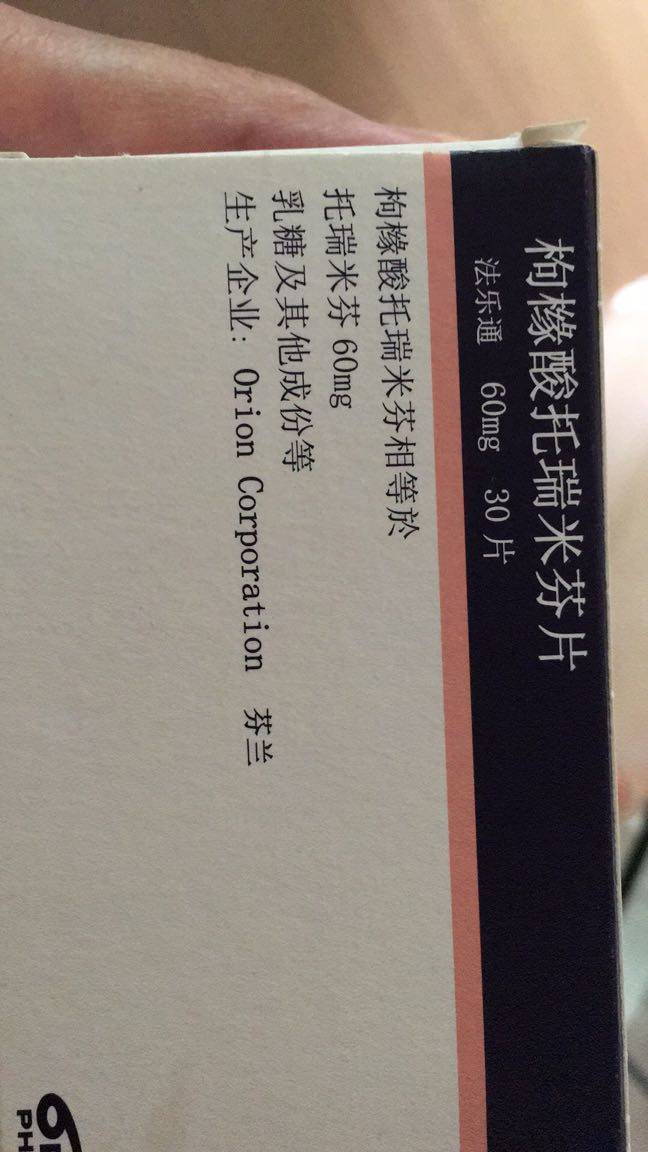 枸橼酸托瑞米芬片
法乐通 60mg 30片
枸橼酸托瑞米芬相等於
托瑞米芬 60mg
乳糖及其他成份等
生产企业: Orion Corporation 芬兰